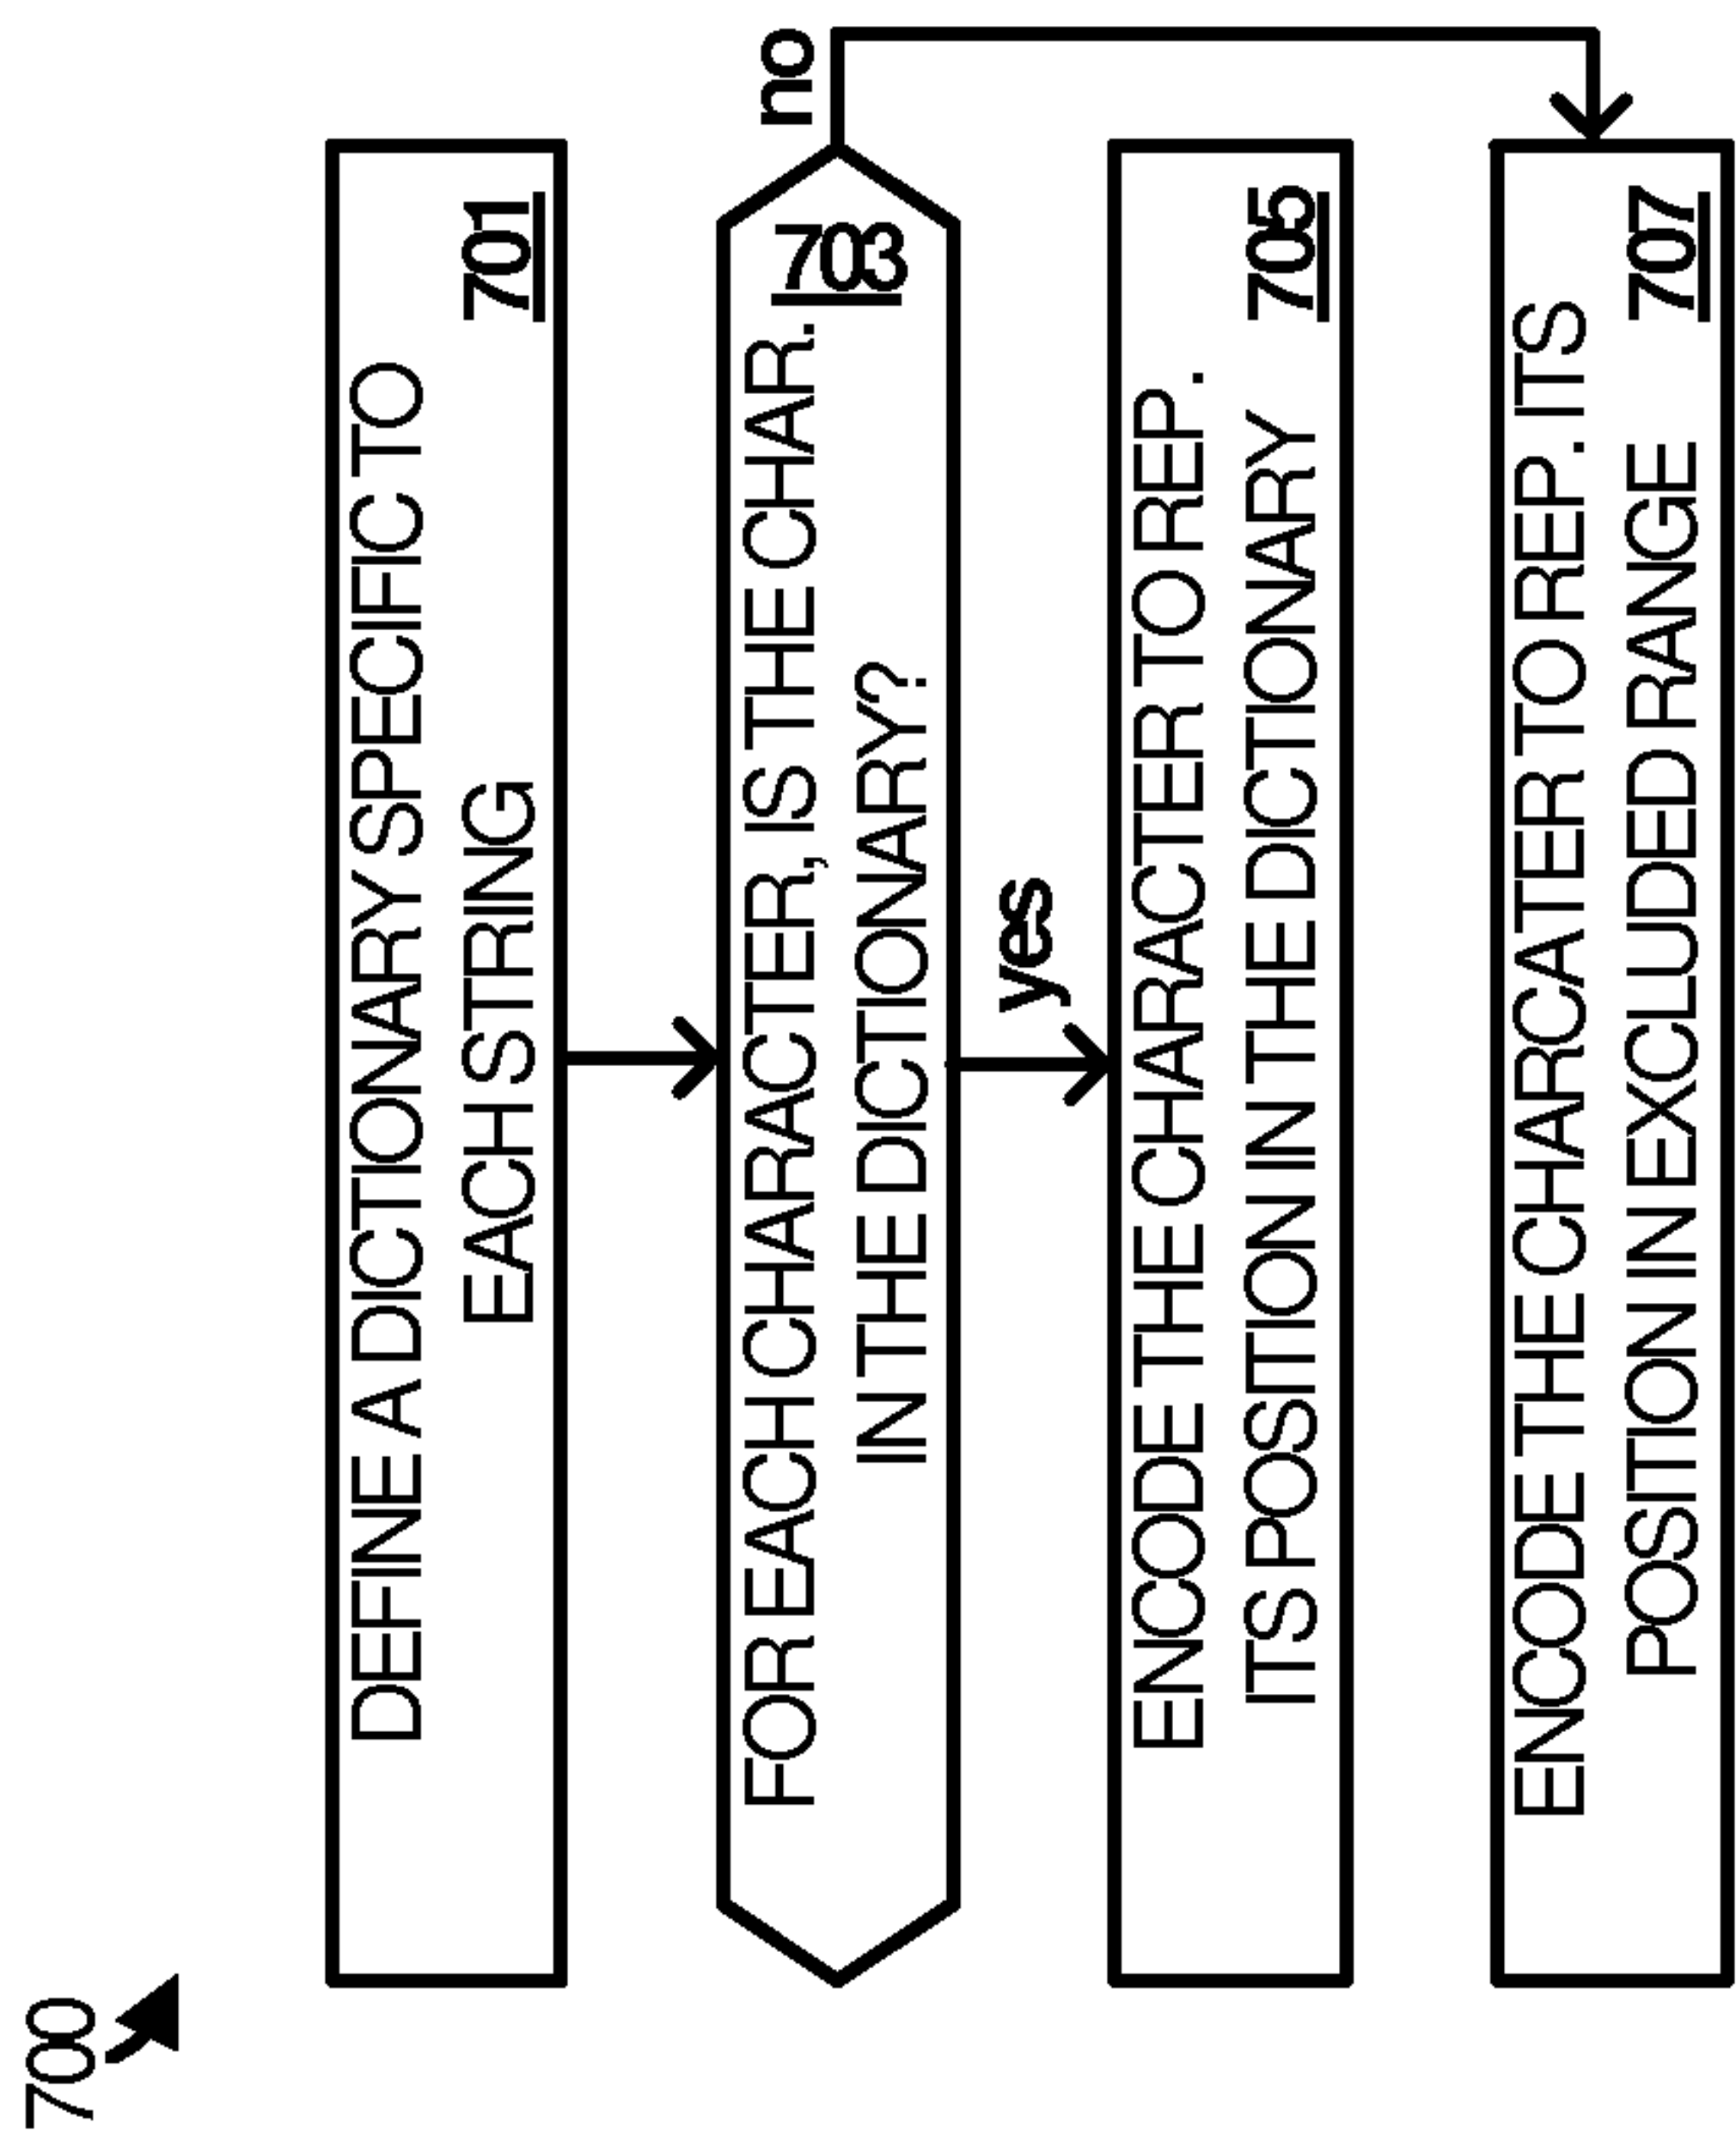 700
DEFINE A DICTIONARY SPECIFIC TO
EACH STRING
701
FOR EACH CHARACTER, IS THE CHAR.
IN THE DICTIONARY?
703
no
yes
ENCODE THE CHARACTER TO REP.
ITS POSITION IN THE DICTIONARY
705
ENCODE THE CHARCATER TO REP. ITS
POSITION IN EXCLUDED RANGE
707